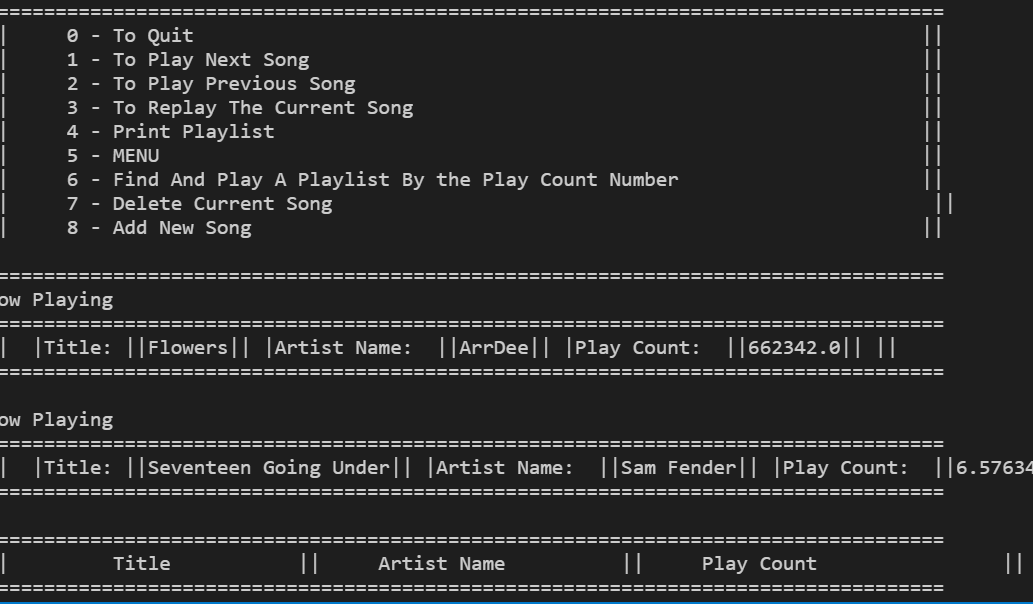 ==================================================================================
|     0 - To Quit                                                               ||
|     1 - To Play Next Song                                                     ||
|     2 - To Play Previous Song                                                 ||
|     3 - To Replay The Current Song                                            ||
|     4 - Print Playlist                                                        ||
|     5 - MENU                                                                  ||
|     6 - Find And Play A Playlist By the Play Count Number                     ||
|     7 - Delete Current Song                                                    ||
|     8 - Add New Song                                                          ||
==================================================================================
ow Playing
==================================================================================
|  |Title: ||Flowers|| |Artist Name:  ||ArrDee|| |Play Count:  ||662342.0|| ||
==================================================================================
ow Playing
==================================================================================
|  |Title: ||Seventeen Going Under|| |Artist Name:  ||Sam Fender|| |Play Count:  ||6.57634
==================================================================================
==================================================================================
|         Title           ||     Artist Name          ||     Play Count                ||
==================================================================================